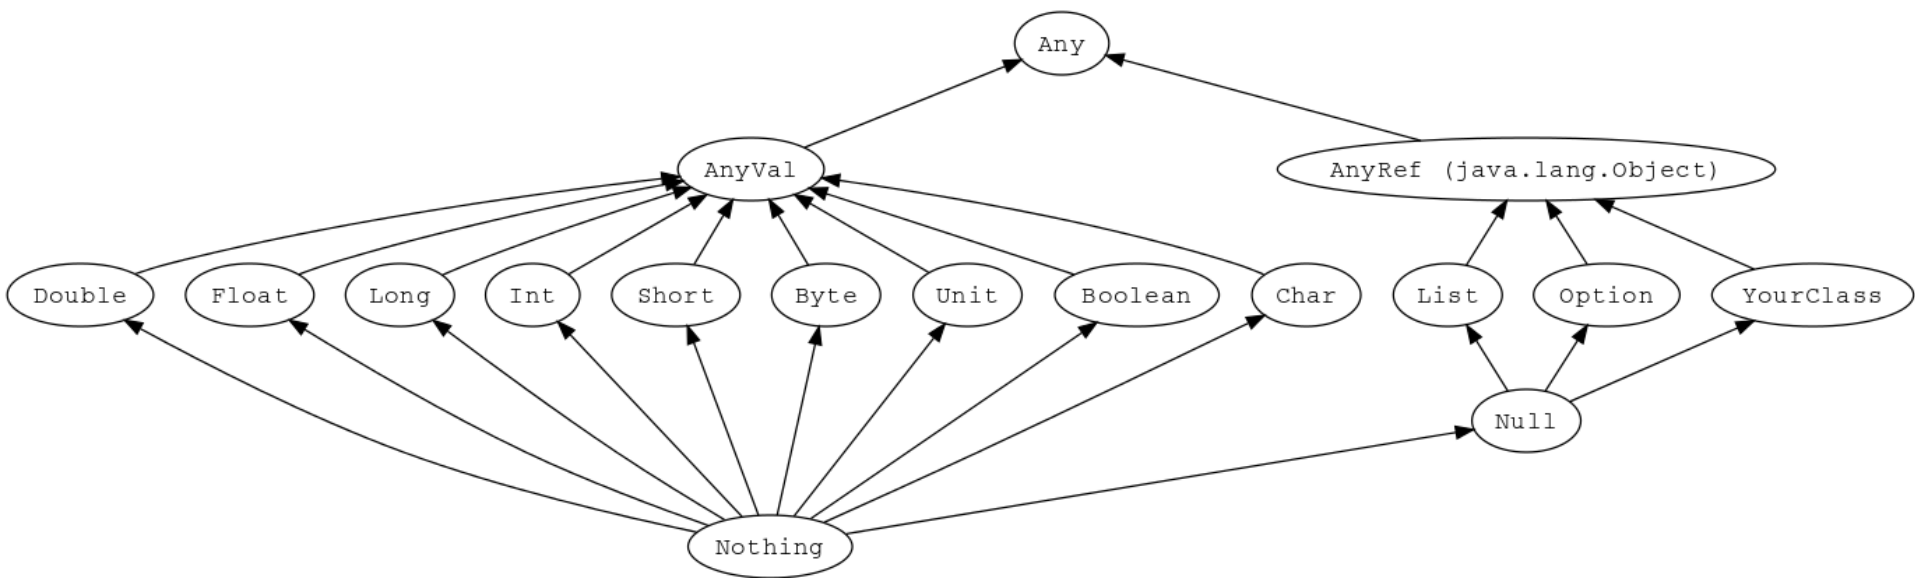 Any
AnyVal
AnyRef (java.lang.Object)
Double
Float
Long
Int
Short
Byte
Unit
Boolean
Char
List
Option
YourClass
Null
Nothing